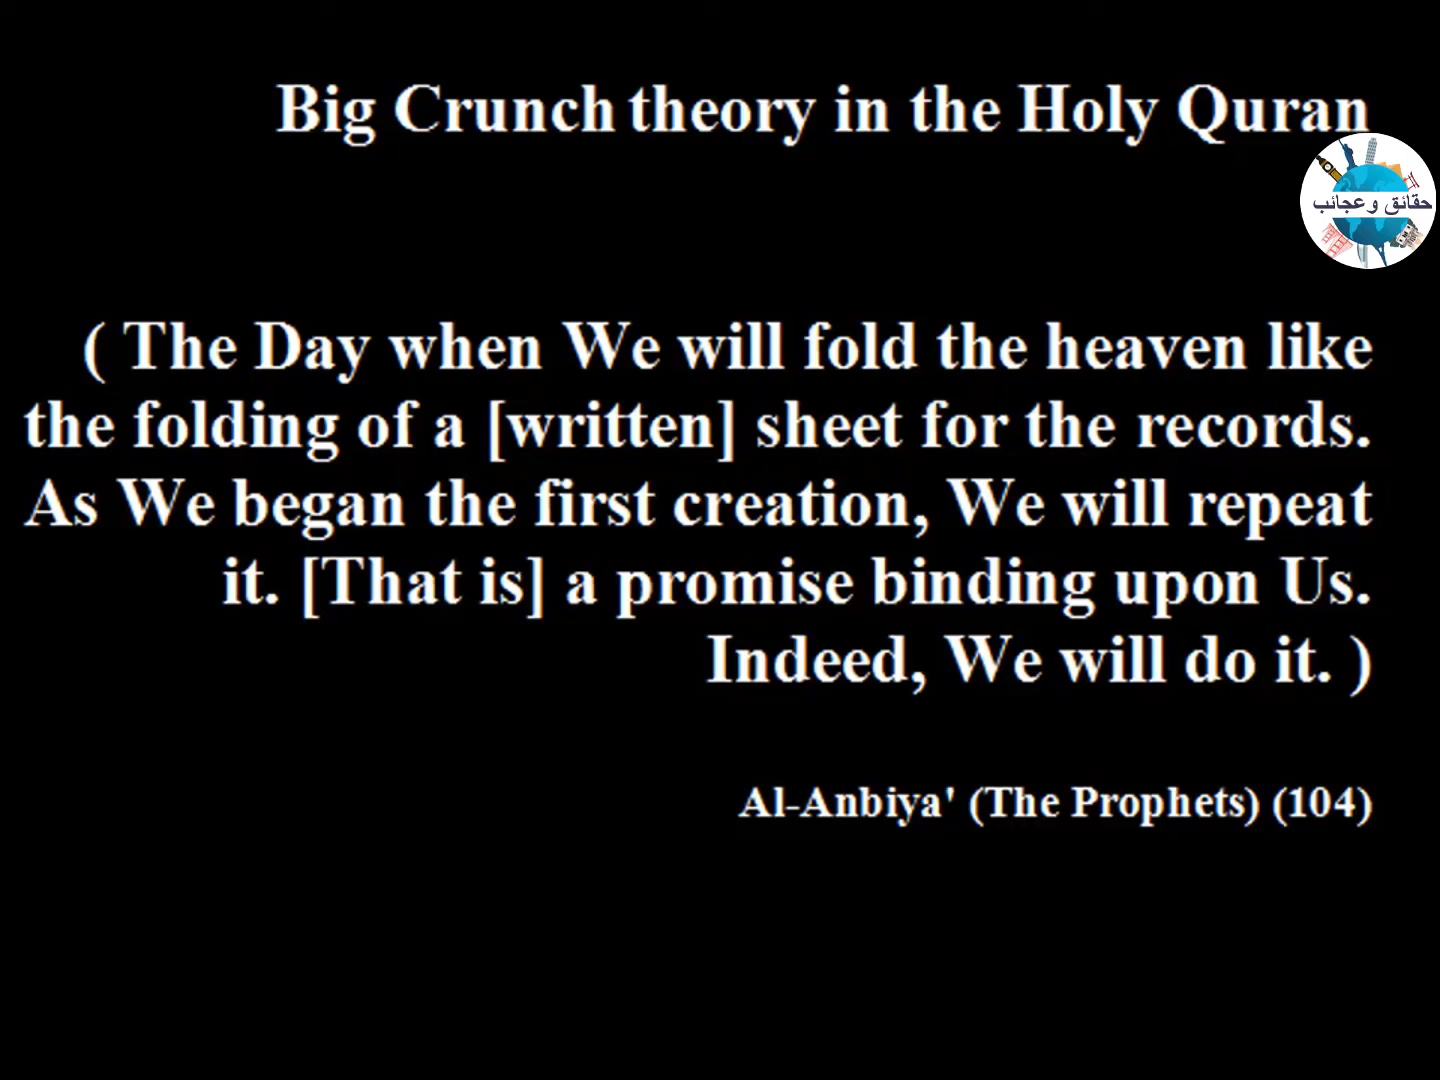 Big Crunch theory in the Holy Quran
حقائق وعجائب
( The Day when We will fold the heaven like
the folding of a [written] sheet for the records.
As We began the first creation, We will repeat
it. [That is] a promise binding upon Us.
Indeed, We will do it. )
Al-Anbiya' (The Prophets) (104)